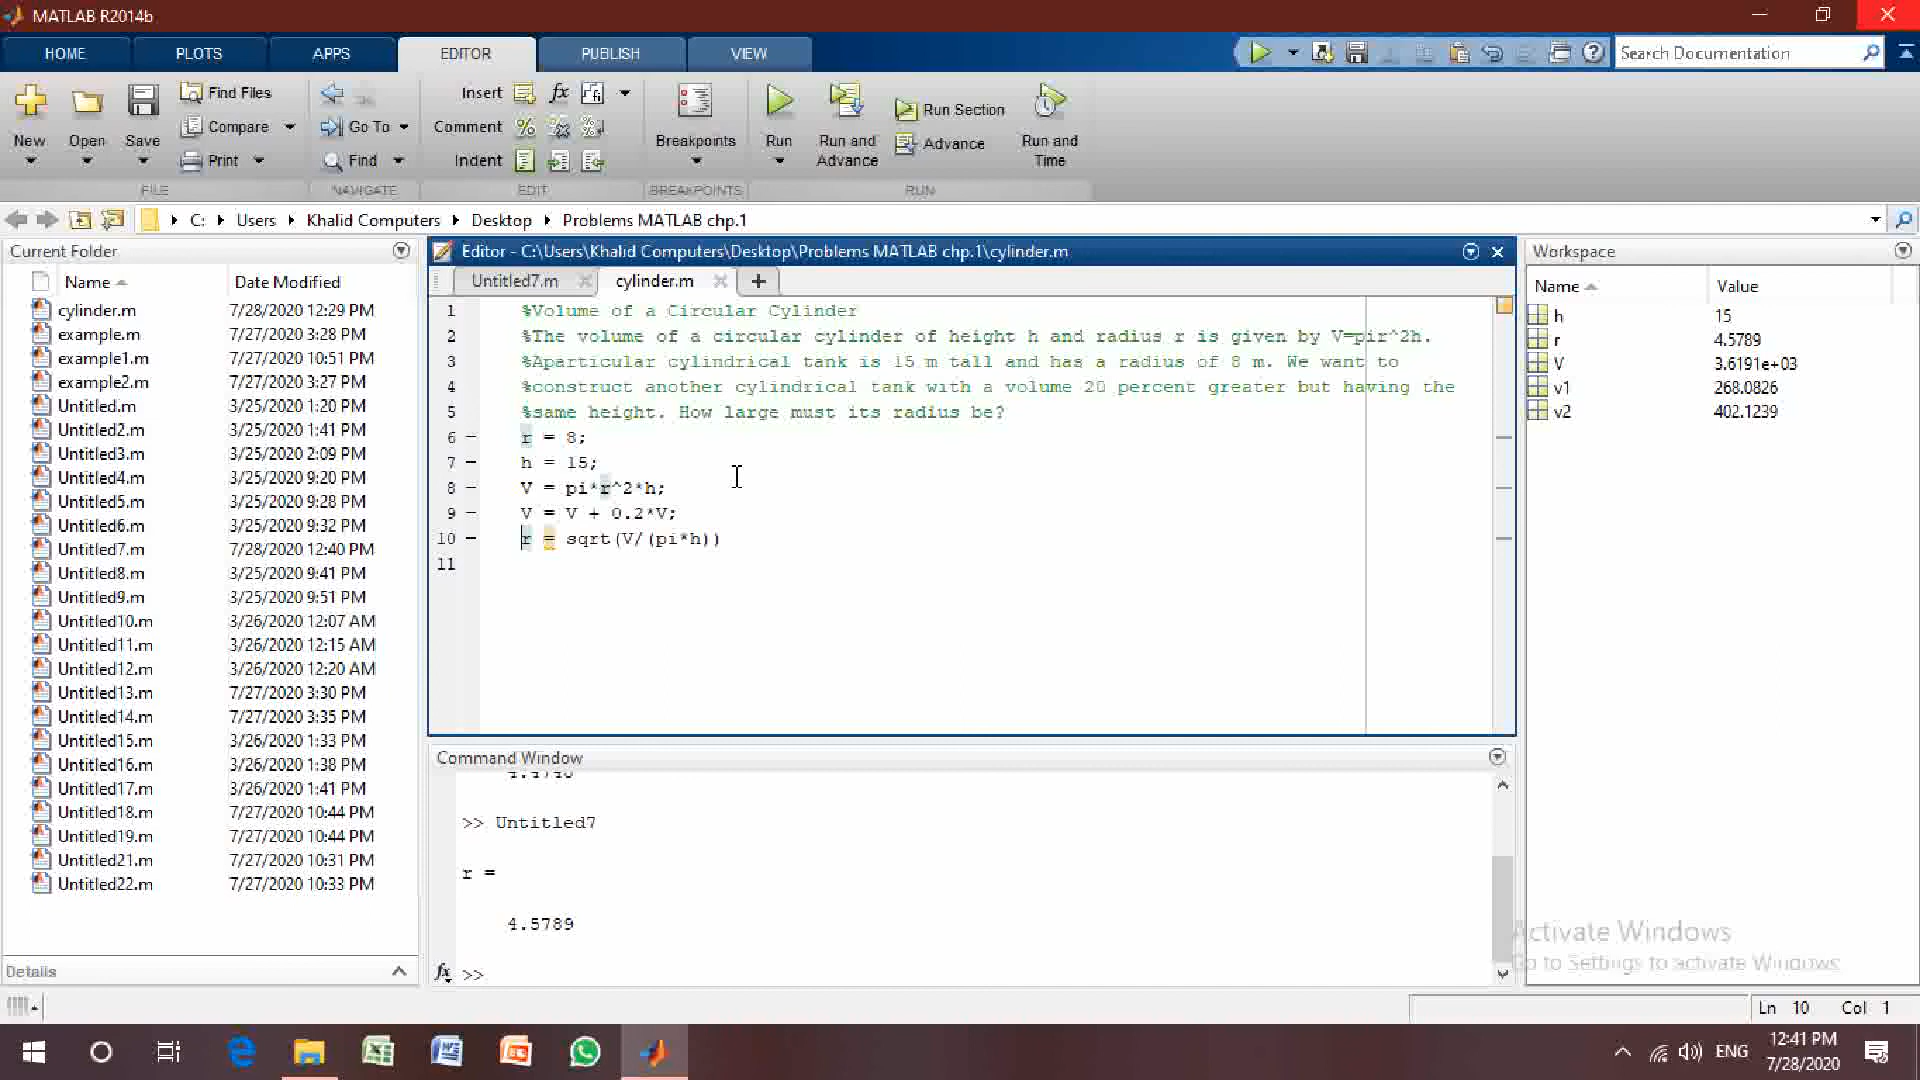 MATLAB R2014b
HOME PLOTS APPS EDITOR PUBLISH VIEW
Search Documentation
New Open Save Find Files Compare Print
Go To Find
Insert Comment Indent
Breakpoints Run Run and Advance Run Section Advance Run and Time
FILE NAVIGATE EDIT BREAKPOINTS RUN
C: Users Khalid Computers Desktop Problems MATLAB chp.1
Current Folder
Name Date Modified
cylinder.m 7/28/2020 12:29 PM
example.m 7/27/2020 3:28 PM
example1.m 7/27/2020 10:51 PM
example2.m 7/27/2020 3:27 PM
Untitled.m 3/25/2020 1:20 PM
Untitled2.m 3/25/2020 1:41 PM
Untitled3.m 3/25/2020 2:09 PM
Untitled4.m 3/25/2020 9:20 PM
Untitled5.m 3/25/2020 9:28 PM
Untitled6.m 3/25/2020 9:32 PM
Untitled7.m 7/28/2020 12:40 PM
Untitled8.m 3/25/2020 9:41 PM
Untitled9.m 3/25/2020 9:51 PM
Untitled10.m 3/26/2020 12:07 AM
Untitled11.m 3/26/2020 12:15 AM
Untitled12.m 3/26/2020 12:20 AM
Untitled13.m 7/27/2020 3:30 PM
Untitled14.m 7/27/2020 3:35 PM
Untitled15.m 3/26/2020 1:33 PM
Untitled16.m 3/26/2020 1:38 PM
Untitled17.m 3/26/2020 1:41 PM
Untitled18.m 7/27/2020 10:44 PM
Untitled19.m 7/27/2020 10:44 PM
Untitled21.m 7/27/2020 10:31 PM
Untitled22.m 7/27/2020 10:33 PM
Details
Editor - C:\Users\Khalid Computers\Desktop\Problems MATLAB chp.1\cylinder.m
Untitled7.m cylinder.m
1 %Volume of a Circular Cylinder
2 %The volume of a circular cylinder of height h and radius r is given by V=pir^2h.
3 %Aparticular cylindrical tank is 15 m tall and has a radius of 8 m. We want to
4 %construct another cylindrical tank with a volume 20 percent greater but having the
5 %same height. How large must its radius be?
6 – r = 8;
7 – h = 15;
8 – V = pi*r^2*h;
9 – V = V + 0.2*V;
10 – r = sqrt(V/(pi*h))
11
Command Window
>> Untitled7
r =
4.5789
fx >>
Workspace
Name Value
h 15
r 4.5789
V 3.6191e+03
v1 268.0826
v2 402.1239
Activate Windows
Go to Settings to activate Windows.
Ln 10 Col 1
ENG
12:41 PM
7/28/2020